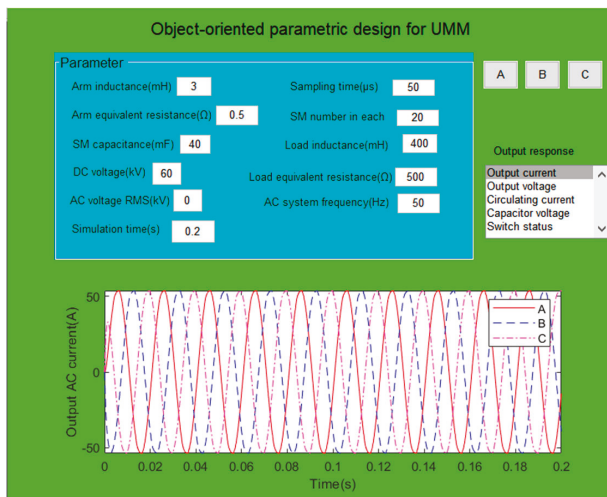 Object-oriented parametric design for UMM
Parameter
Arm inductance(mH) 3
Sampling time(µs) 50
Arm equivalent resistance(Ω) 0.5
SM number in each 20
SM capacitance(mF) 40
Load inductance(mH) 400
DC voltage(kV) 60
Load equivalent resistance(Ω) 500
AC voltage RMS(kV) 0
AC system frequency(Hz) 50
Simulation time(s) 0.2
A B C
Output response
Output current
Output voltage
Circulating current
Capacitor voltage
Switch status
Output AC current(A)
50
0
-50
A
B
C
0 0.02 0.04 0.06 0.08 0.1 0.12 0.14 0.16 0.18 0.2
Time(s)